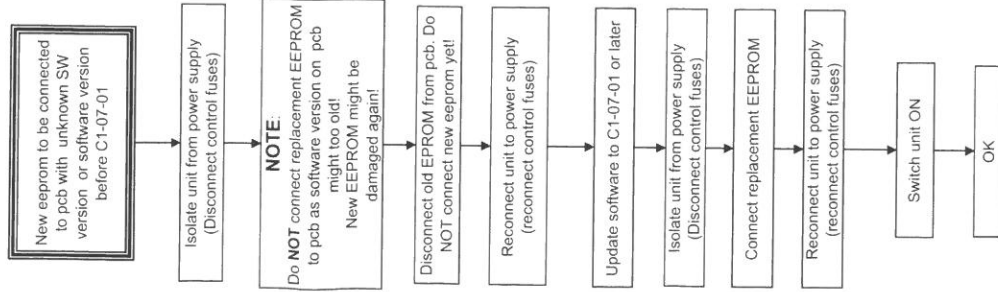 New eeprom to be connected
to pcb with unknown SW
version or software version
before C1-07-01
Isolate unit from power supply
(Disconnect control fuses)
NOTE:
Do NOT connect replacement EEPROM
to pcb as software version on pcb
might too old!
New EEPROM might be
damaged again!
Disconnect old EPROM from pcb. Do
NOT connect new eeprom yet!
Reconnect unit to power supply
(reconnect control fuses)
Update software to C1-07-01 or later
Isolate unit from power supply
(Disconnect control fuses)
Connect replacement EEPROM
Reconnect unit to power supply
(reconnect control fuses)
Switch unit ON
OK